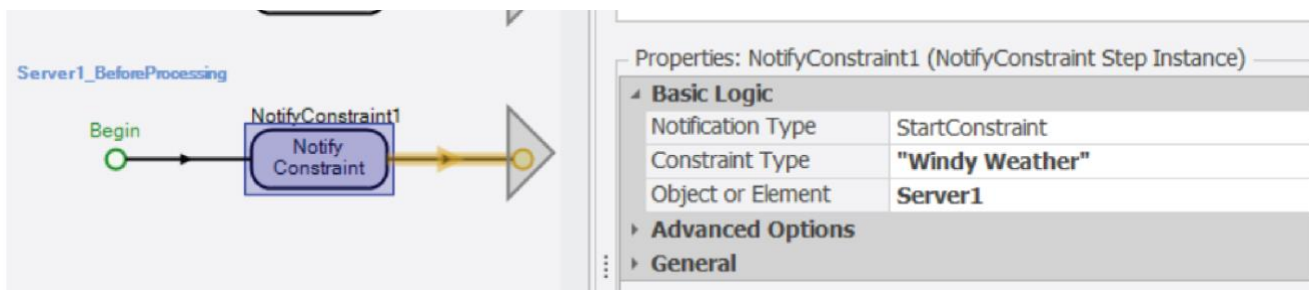 Server1_BeforeProcessing
Begin
NotifyConstraint1
Notify
Constraint
Properties: NotifyConstraint1 (NotifyConstraint Step Instance)
Basic Logic
Notification Type StartConstraint
Constraint Type "Windy Weather"
Object or Element Server1
Advanced Options
General